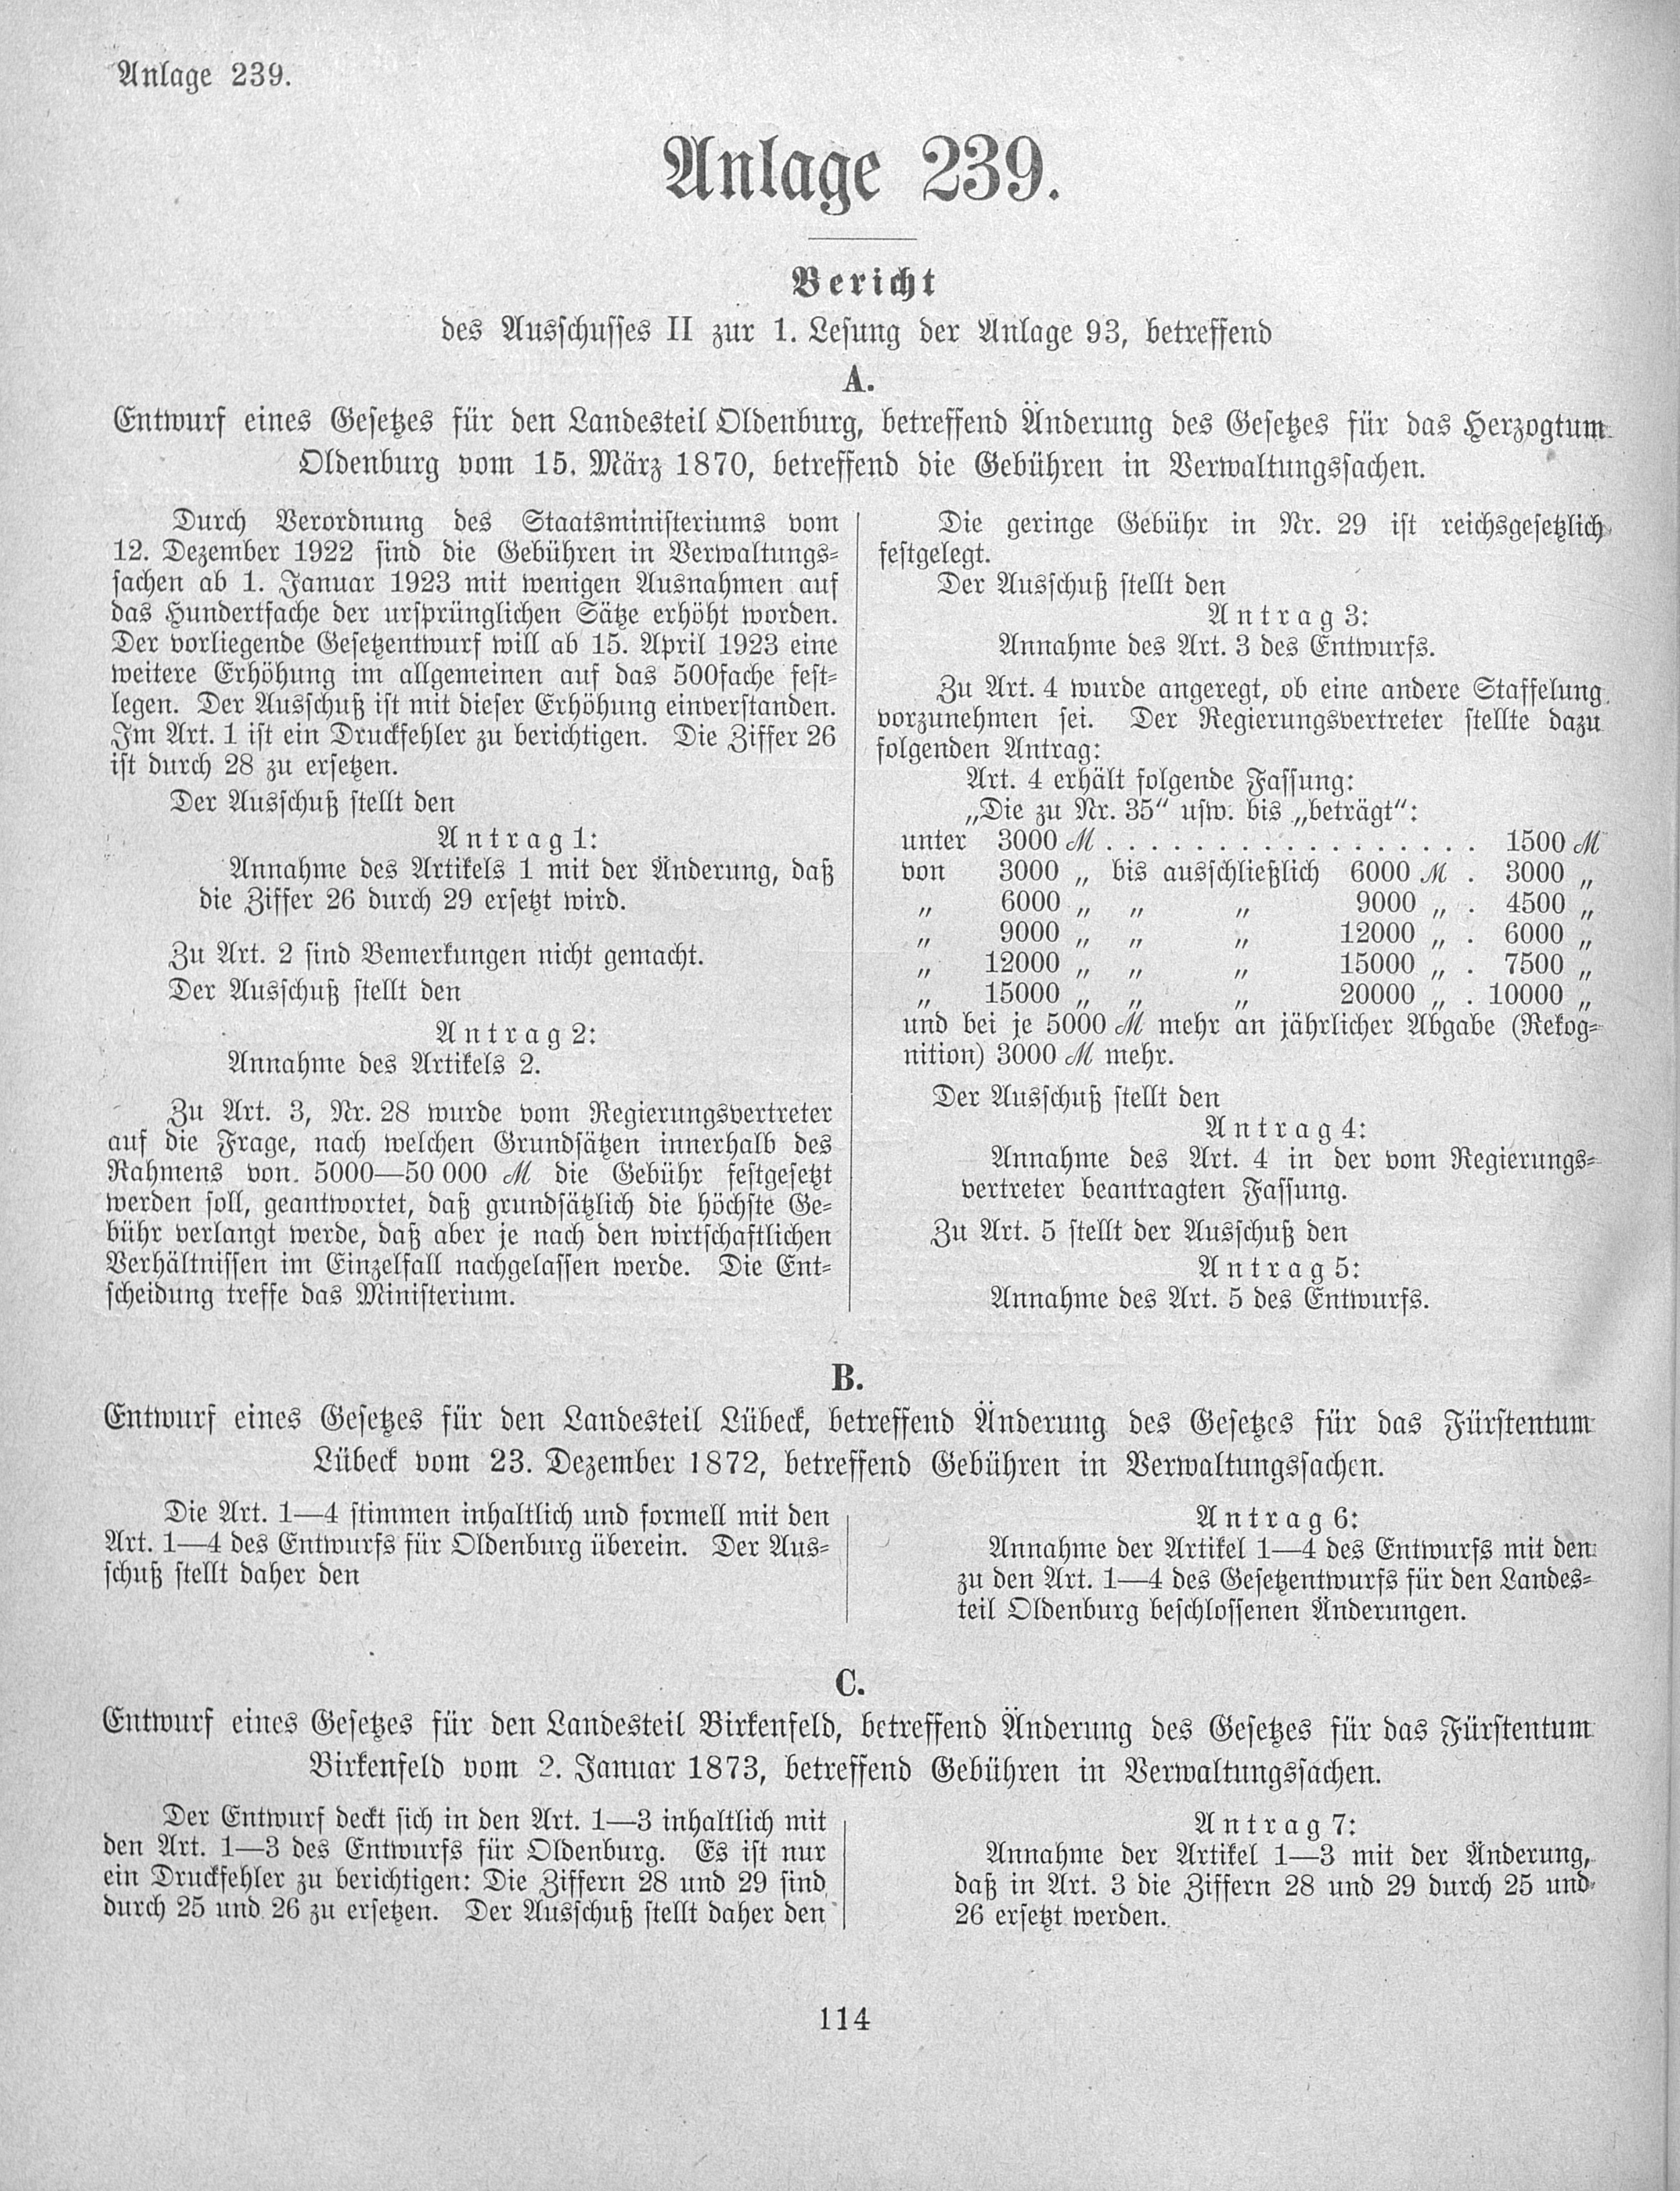 Anlage 239.
Anlage 239.
Bericht
des Ausschusses II zur 1. Lesung der Anlage 93, betreffend
A.
Entwurf eines Gesetzes für den Landesteil Oldenburg, betreffend Änderung des Gesetzes für das Herzogtum
Oldenburg vom 15. März 1870, betreffend die Gebühren in Verwaltungssachen.
Durch Verordnung des Staatsministeriums vom
12. Dezember 1922 sind die Gebühren in Verwaltungs-
sachen ab 1. Januar 1923 mit wenigen Ausnahmen auf
das Hundertfache der ursprünglichen Sätze erhöht worden.
Der vorliegende Gesetzentwurf will ab 15. April 1923 eine
weitere Erhöhung im allgemeinen auf das 500fache fest-
legen. Der Ausschuß ist mit dieser Erhöhung einverstanden.
Im Art. 1 ist ein Druckfehler zu berichtigen. Die Ziffer 26
ist durch 28 zu ersetzen.
Der Ausschuß stellt den
Antrag 1:
Annahme des Artikels 1 mit der Änderung, daß
die Ziffer 26 durch 29 ersetzt wird.
Zu Art. 2 sind Bemerkungen nicht gemacht.
Der Ausschuß stellt den
Antrag 2:
Annahme des Artikels 2.
Zu Art. 3, Nr. 28 wurde vom Regierungsvertreter
auf die Frage, nach welchen Grundsätzen innerhalb des
Rahmens von 5000—50 000 ℳ die Gebühr festgesetzt
werden soll, geantwortet, daß grundsätzlich die höchste Ge-
bühr verlangt werde, daß aber je nach den wirtschaftlichen
Verhältnissen im Einzelfall nachgelassen werde. Die Ent-
scheidung treffe das Ministerium.
Die geringe Gebühr in Nr. 29 ist reichsgesetzlich
festgelegt.
Der Ausschuß stellt den
Antrag 3:
Annahme des Art. 3 des Entwurfs.
Zu Art. 4 wurde angeregt, ob eine andere Staffelung
vorzunehmen sei. Der Regierungsvertreter stellte dazu
folgenden Antrag:
Art. 4 erhält folgende Fassung:
„Die zu Nr. 35“ usw. bis „beträgt“:
unter 3000 ℳ . . . . . . . . . . . . . . . . . 1500 ℳ
von 3000 „ bis ausschließlich 6000 ℳ . 3000 „
„ 6000 „ „ „ 9000 „ . 4500 „
„ 9000 „ „ „ 12000 „ . 6000 „
„ 12000 „ „ „ 15000 „ . 7500 „
„ 15000 „ „ „ 20000 „ . 10000 „
und bei je 5000 ℳ mehr an jährlicher Abgabe (Rekog-
nition) 3000 ℳ mehr.
Der Ausschuß stellt den
Antrag 4:
Annahme des Art. 4 in der vom Regierungs-
vertreter beantragten Fassung.
Zu Art. 5 stellt der Ausschuß den
Antrag 5:
Annahme des Art. 5 des Entwurfs.
B.
Entwurf eines Gesetzes für den Landesteil Lübeck, betreffend Änderung des Gesetzes für das Fürstentum
Lübeck vom 23. Dezember 1872, betreffend Gebühren in Verwaltungssachen.
Die Art. 1—4 stimmen inhaltlich und formell mit den
Art. 1—4 des Entwurfs für Oldenburg überein. Der Aus-
schuß stellt daher den
Antrag 6:
Annahme der Artikel 1—4 des Entwurfs mit den
zu den Art. 1—4 des Gesetzentwurfs für den Landes-
teil Oldenburg beschlossenen Änderungen.
C.
Entwurf eines Gesetzes für den Landesteil Birkenfeld, betreffend Änderung des Gesetzes für das Fürstentum
Birkenfeld vom 2. Januar 1873, betreffend Gebühren in Verwaltungssachen.
Der Entwurf deckt sich in den Art. 1—3 inhaltlich mit
den Art. 1—3 des Entwurfs für Oldenburg. Es ist nur
ein Druckfehler zu berichtigen: Die Ziffern 28 und 29 sind
durch 25 und 26 zu ersetzen. Der Ausschuß stellt daher den
Antrag 7:
Annahme der Artikel 1—3 mit der Änderung,
daß in Art. 3 die Ziffern 28 und 29 durch 25 und
26 ersetzt werden.
114